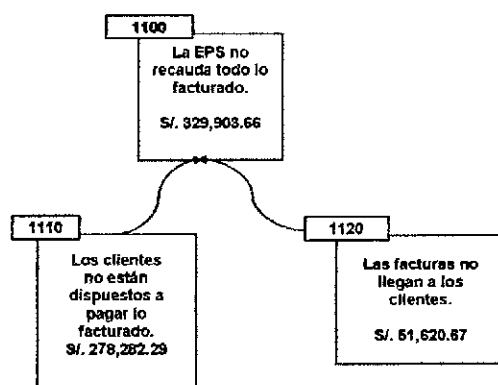 1100
La EPS no
recauda todo lo
facturado.
S/. 329,903.66
1110
Los clientes
no están
dispuestos a
pagar lo
facturado.
S/. 278,282.29
1120
Las facturas no
llegan a los
clientes.
S/. 51,620.67